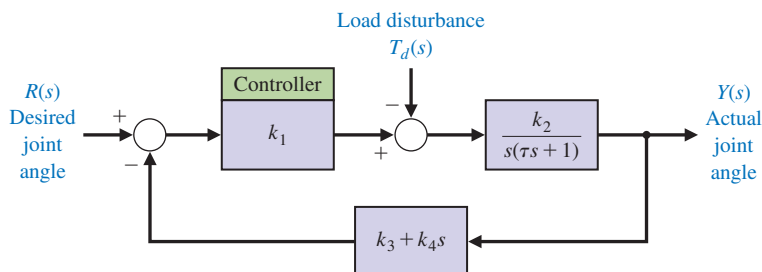 Load disturbance
T_d(s)
R(s)
Desired
joint
angle
+
−
Controller
k_1
+
−
k_2
s(τs + 1)
Y(s)
Actual
joint
angle
k_3 + k_4s